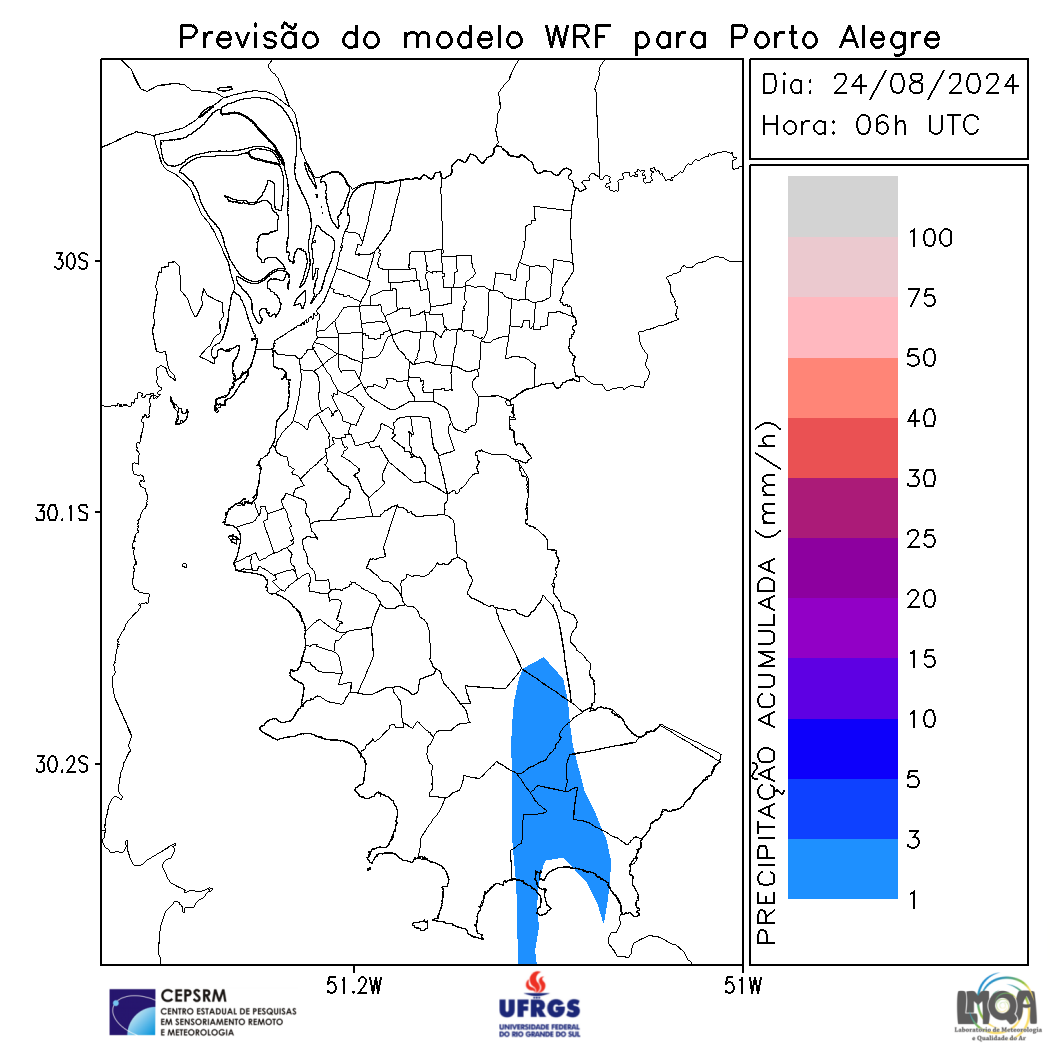 Previsão do modelo WRF para Porto Alegre
Dia: 24/08/2024
Hora: 06h UTC
30S
30.1S
30.2S
51.2W
51W
PRECIPITAÇÃO ACUMULADA (mm/h)
100
75
50
40
30
25
20
15
10
5
3
1
CEPSRM
CENTRO ESTADUAL DE PESQUISAS
EM SENSORIAMENTO REMOTO
E METEOROLOGIA
UFRGS
UNIVERSIDADE FEDERAL
DO RIO GRANDE DO SUL
LMQA
Laboratório de Meteorologia
e Qualidade do Ar